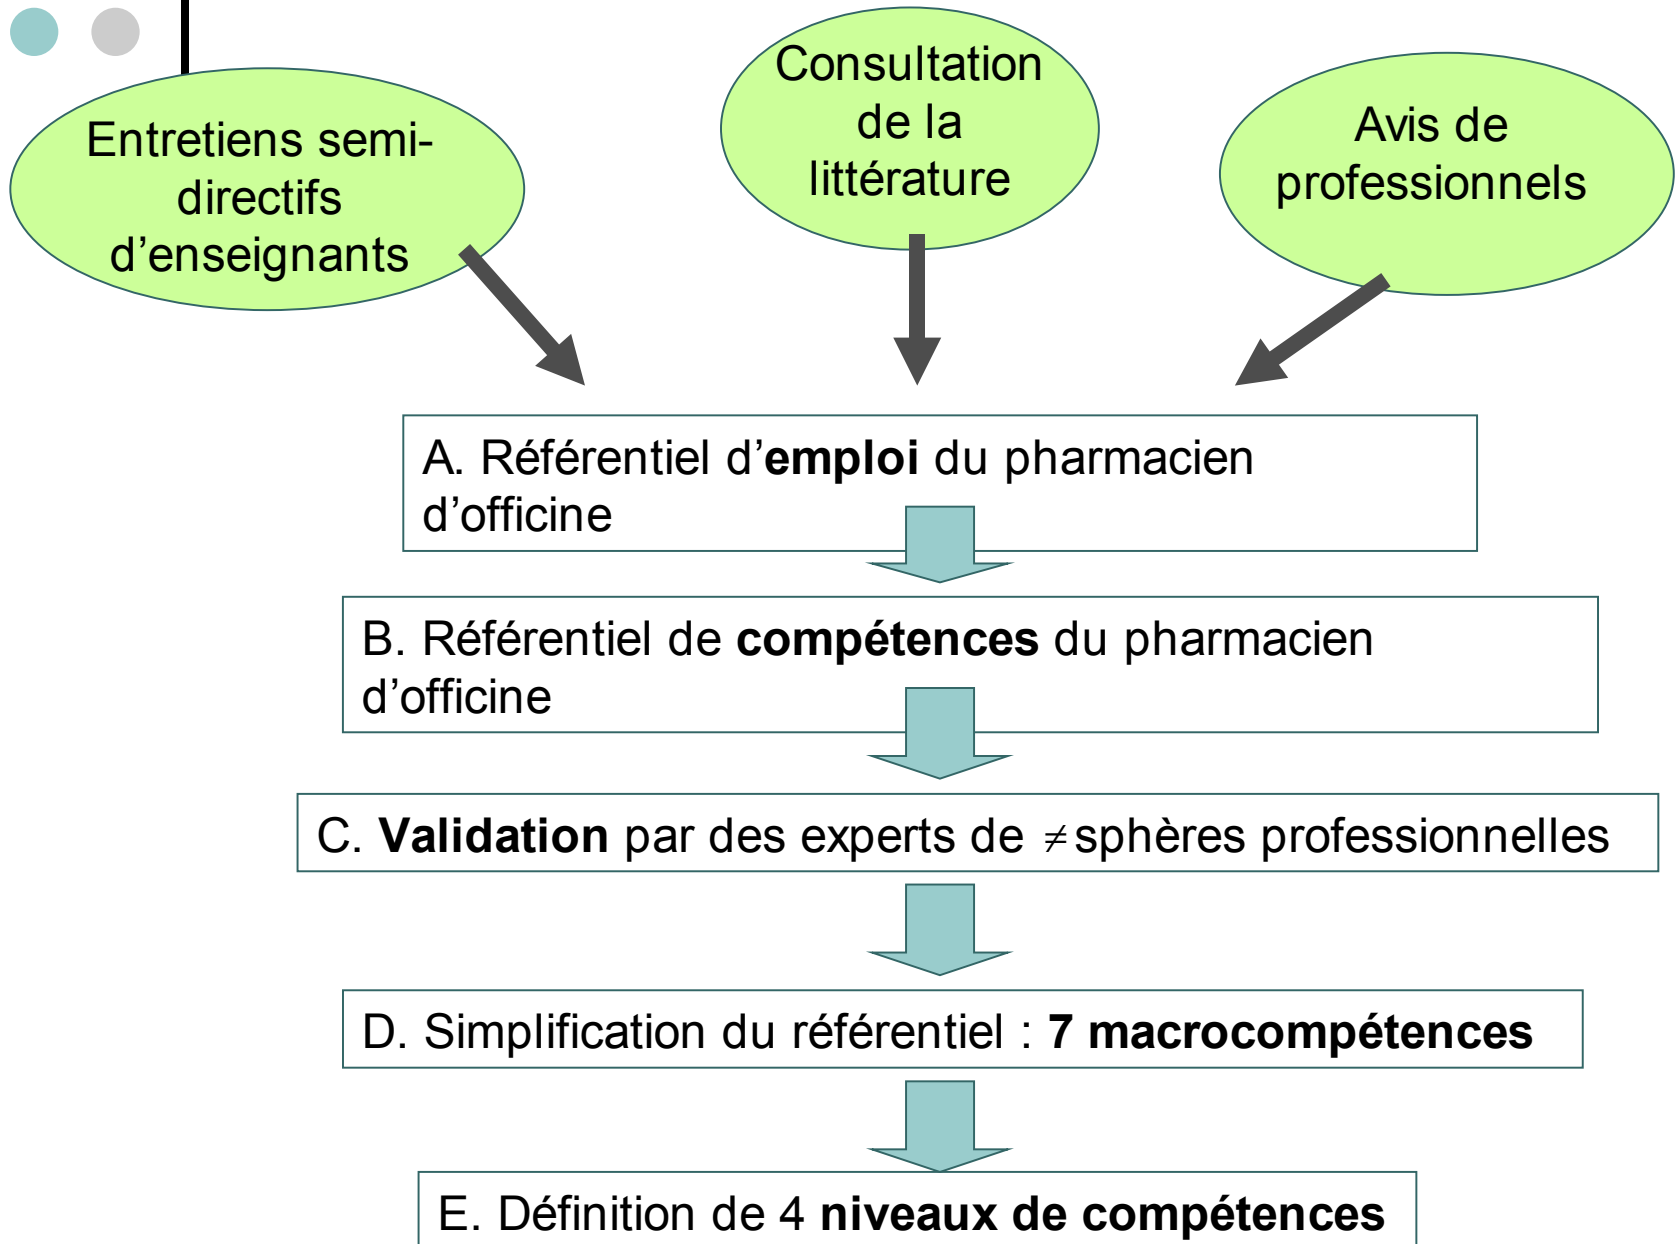 Entretiens semi-
directifs
d’enseignants
Consultation
de la
littérature
Avis de
professionnels
A. Référentiel d’emploi du pharmacien
d’officine
B. Référentiel de compétences du pharmacien
d’officine
C. Validation par des experts de ≠ sphères professionnelles
D. Simplification du référentiel : 7 macrocompétences
E. Définition de 4 niveaux de compétences